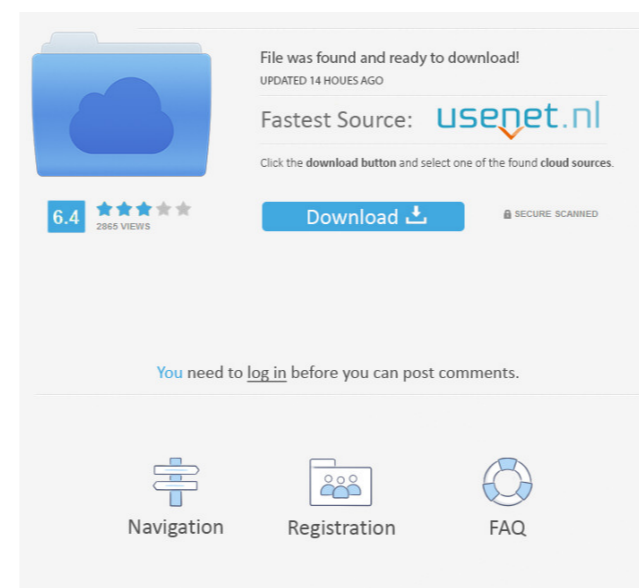 File was found and ready to download!
UPDATED 14 HOUES AGO
Fastest Source: usenet.nl
Click the download button and select one of the found cloud sources.
6.4
2865 VIEWS
Download
SECURE SCANNED
You need to log in before you can post comments.
Navigation Registration FAQ